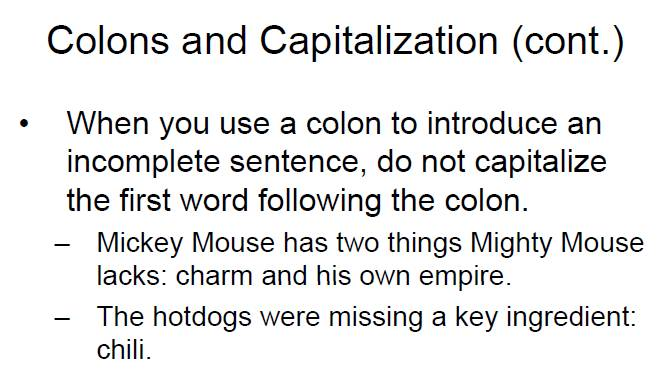 Colons and Capitalization (cont.)
• When you use a colon to introduce an
incomplete sentence, do not capitalize
the first word following the colon.
– Mickey Mouse has two things Mighty Mouse
lacks: charm and his own empire.
– The hotdogs were missing a key ingredient:
chili.